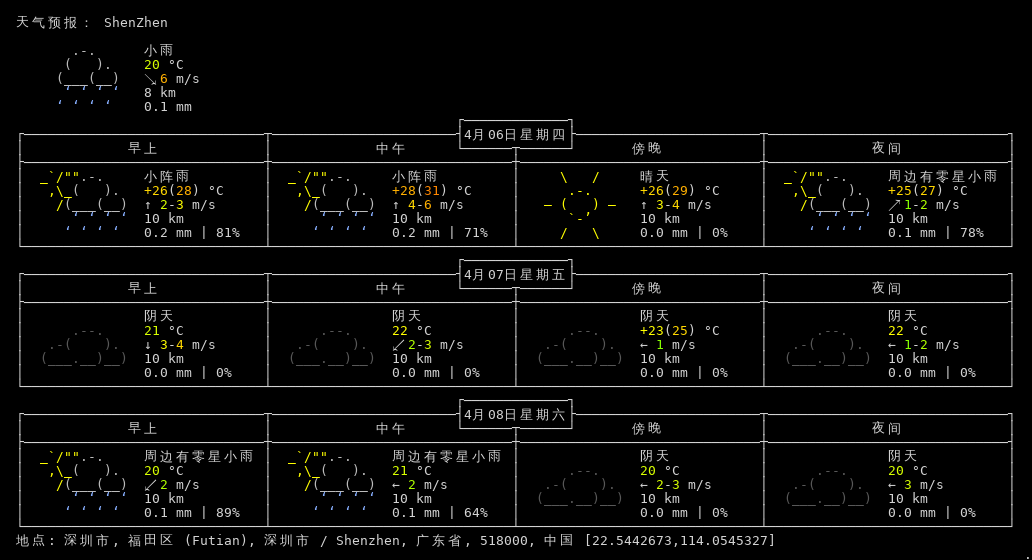 天气预报: ShenZhen
小雨
20 °C
↘6 m/s
8 km
0.1 mm
4月06日星期四
早上 中午 傍晚 夜间
小阵雨 小阵雨 晴天 周边有零星小雨
+26(28) °C +28(31) °C +26(29) °C +25(27) °C
↑ 2-3 m/s ↑ 4-6 m/s ↑ 3-4 m/s ↗1-2 m/s
10 km 10 km 10 km 10 km
0.2 mm | 81% 0.2 mm | 71% 0.0 mm | 0% 0.1 mm | 78%
4月07日星期五
早上 中午 傍晚 夜间
阴天 阴天 阴天 阴天
21 °C 22 °C +23(25) °C 22 °C
↓ 3-4 m/s ↙2-3 m/s ← 1 m/s ← 1-2 m/s
10 km 10 km 10 km 10 km
0.0 mm | 0% 0.0 mm | 0% 0.0 mm | 0% 0.0 mm | 0%
4月08日星期六
早上 中午 傍晚 夜间
周边有零星小雨 周边有零星小雨 阴天 阴天
20 °C 21 °C 20 °C 20 °C
↙2 m/s ← 2 m/s ← 2-3 m/s ← 3 m/s
10 km 10 km 10 km 10 km
0.1 mm | 89% 0.1 mm | 64% 0.0 mm | 0% 0.0 mm | 0%
地点: 深圳市, 福田区 (Futian), 深圳市 / Shenzhen, 广东省, 518000, 中国 [22.5442673,114.0545327]